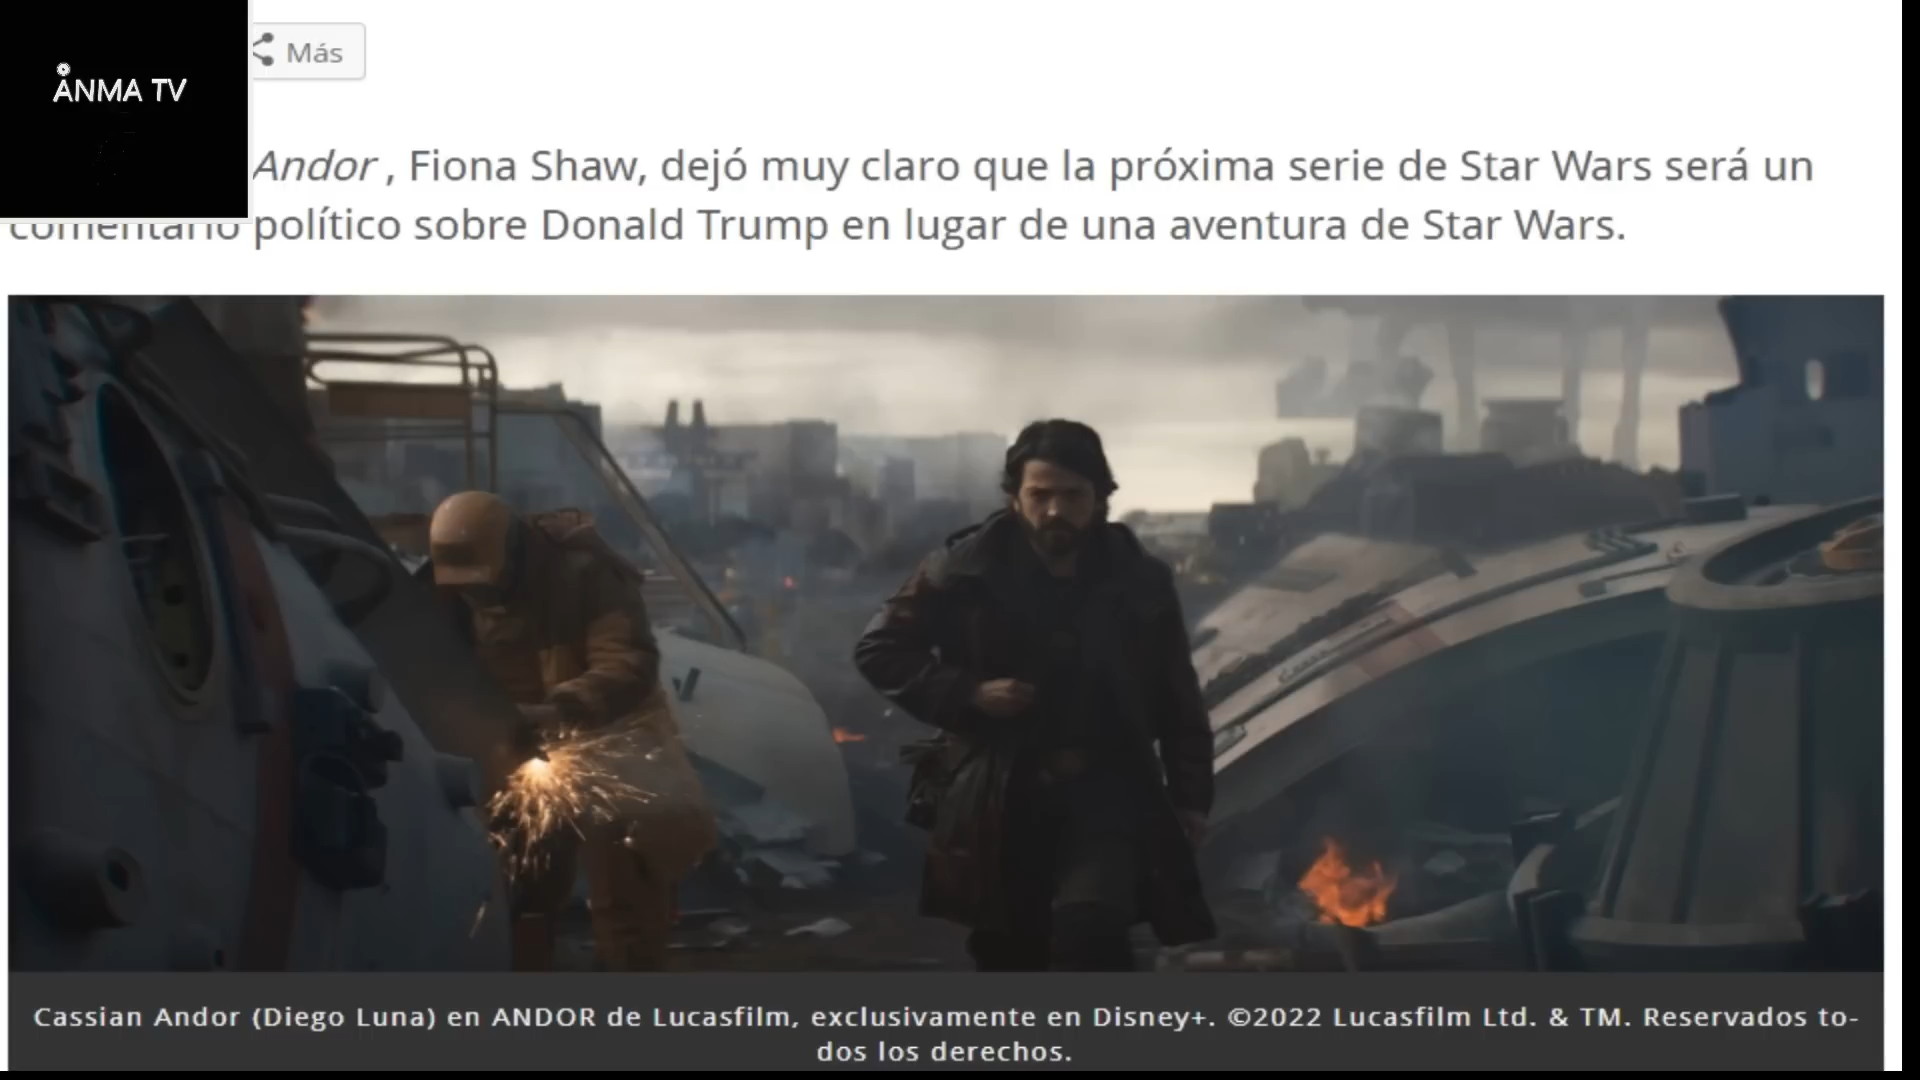 ANMA TV
Más
Andor , Fiona Shaw, dejó muy claro que la próxima serie de Star Wars será un
comentario político sobre Donald Trump en lugar de una aventura de Star Wars.
Cassian Andor (Diego Luna) en ANDOR de Lucasfilm, exclusivamente en Disney+. ©2022 Lucasfilm Ltd. & TM. Reservados to-
dos los derechos.